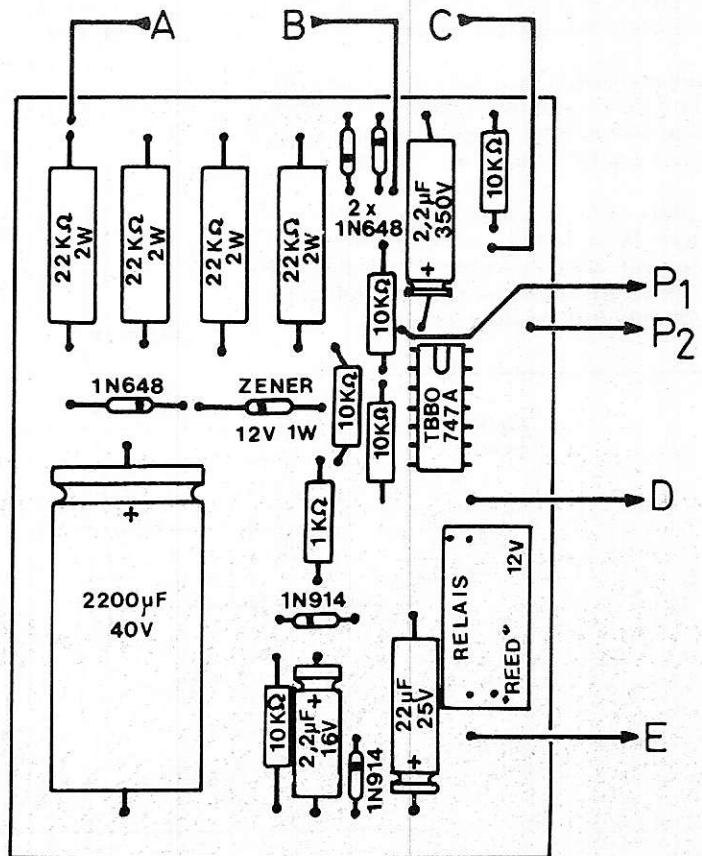 A
B
C
22KΩ
2W
22KΩ
2W
22KΩ
2W
22KΩ
2W
2 x
1N648
2,2µF
350V
+
10KΩ
10KΩ
P1
P2
1N648
ZENER
12V 1W
10KΩ
10KΩ
TBBO
747A
D
+
2200µF
40V
1KΩ
1N914
10KΩ
2,2µF
+
16V
1N914
22µF
25V
+
RELAIS
12V
"REED"
E